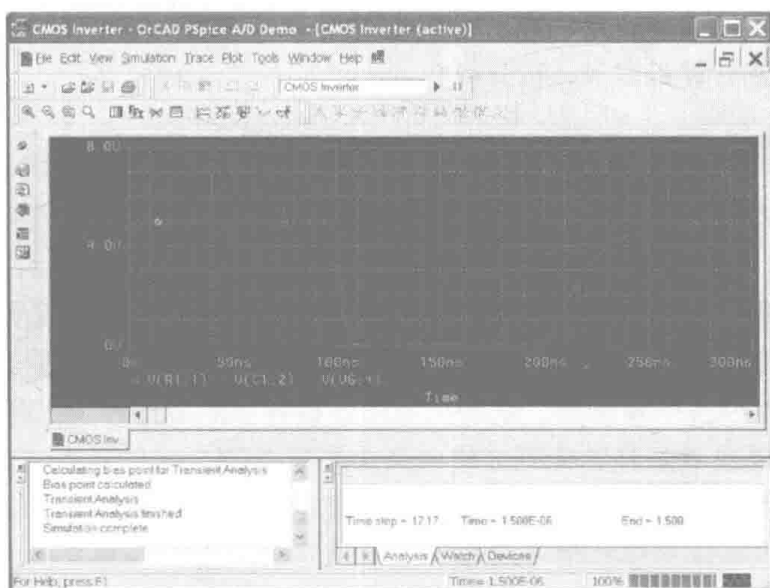 CMOS Inverter - OrCAD PSpice A/D Demo - [CMOS Inverter (active)]
File Edit View Simulation Trace Plot Tools Window Help
CMOS Inverter
8.0V
4.0V
0V
0s 50ns 100ns 150ns 200ns 250ns 300ns
V(R1:1) V(C1:2) V(V6:+)
Time
CMOS Inv...
Calculating bias point for Transient Analysis
Bias point calculated
Transient Analysis
Transient Analysis finished
Simulation complete
Time step = 17.17... Time = 1.500E-06 End = 1.500
Analysis Watch Devices
For Help, press F1 Time= 1.500E-06 100%